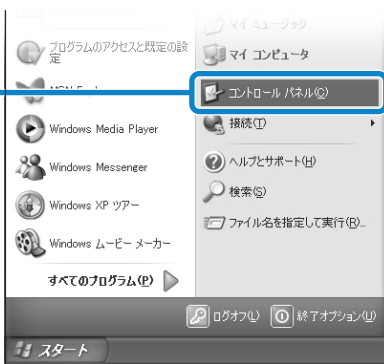 プログラムのアクセスと既定の設
定
Windows Media Player
Windows Messenger
Windows XP ツアー
Windows ムービー メーカー
すべてのプログラム(P)
マイ ミュージック
マイ コンピュータ
コントロール パネル(C)
接続(T)
ヘルプとサポート(H)
検索(S)
ファイル名を指定して実行(R)...
ログオフ(L)
終了オプション(U)
スタート